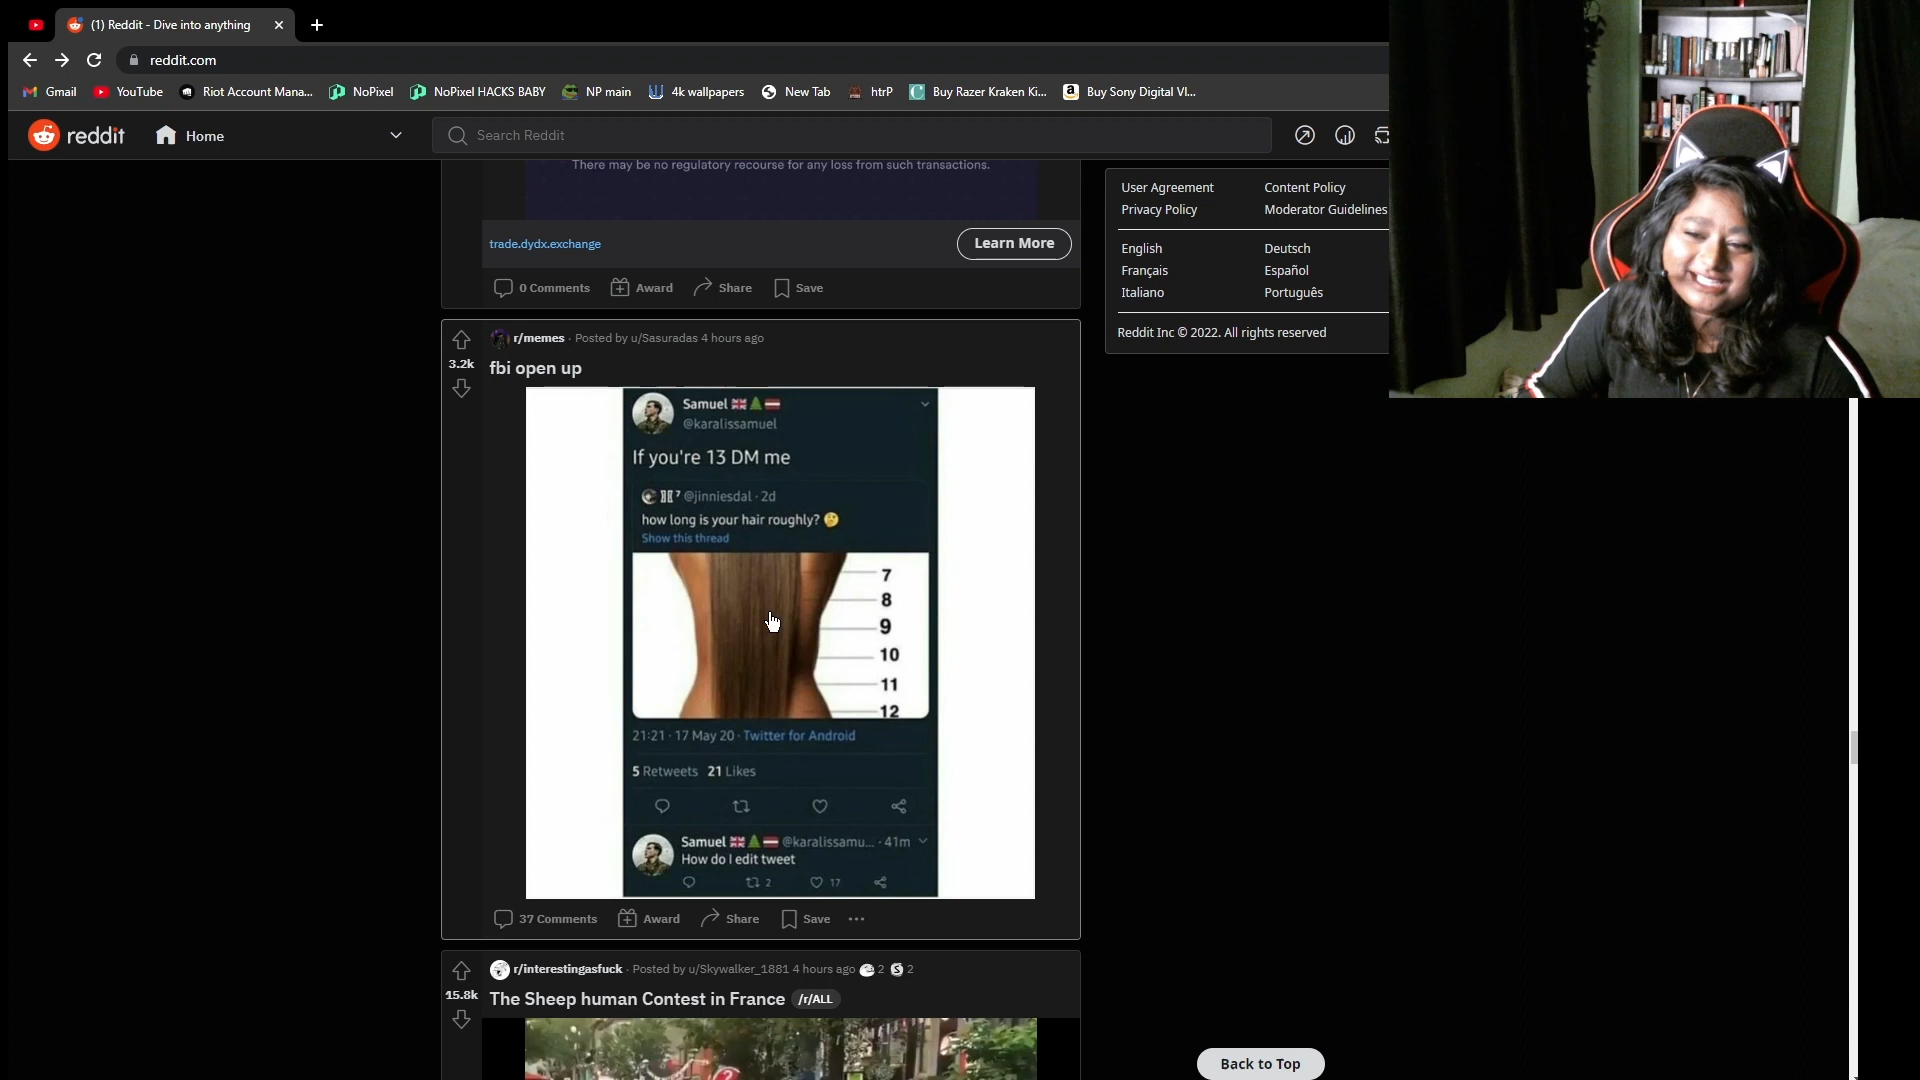 (1) Reddit - Dive into anything
reddit.com
Gmail
YouTube
Riot Account Mana...
NoPixel
NoPixel HACKS BABY
NP main
4k wallpapers
New Tab
htrP
Buy Razer Kraken Ki...
Buy Sony Digital VI...
reddit
Home
Search Reddit
There may be no regulatory recourse for any loss from such transactions.
trade.dydx.exchange
Learn More
0 Comments
Award
Share
Save
User Agreement
Content Policy
Privacy Policy
Moderator Guidelines
English
Deutsch
Français
Español
Italiano
Português
Reddit Inc © 2022. All rights reserved
r/memes · Posted by u/Sasuradas 4 hours ago
3.2k
fbi open up
Samuel
@karalissamuel
If you're 13 DM me
@jinniesdal · 2d
how long is your hair roughly?
Show this thread
7
8
9
10
11
12
21:21 · 17 May 20 · Twitter for Android
5 Retweets 21 Likes
Samuel @karalissamu... · 41m
How do I edit tweet
2
17
37 Comments
Award
Share
Save
r/interestingasfuck · Posted by u/Skywalker_1881 4 hours ago 2 2
15.8k
The Sheep human Contest in France /r/ALL
Back to Top